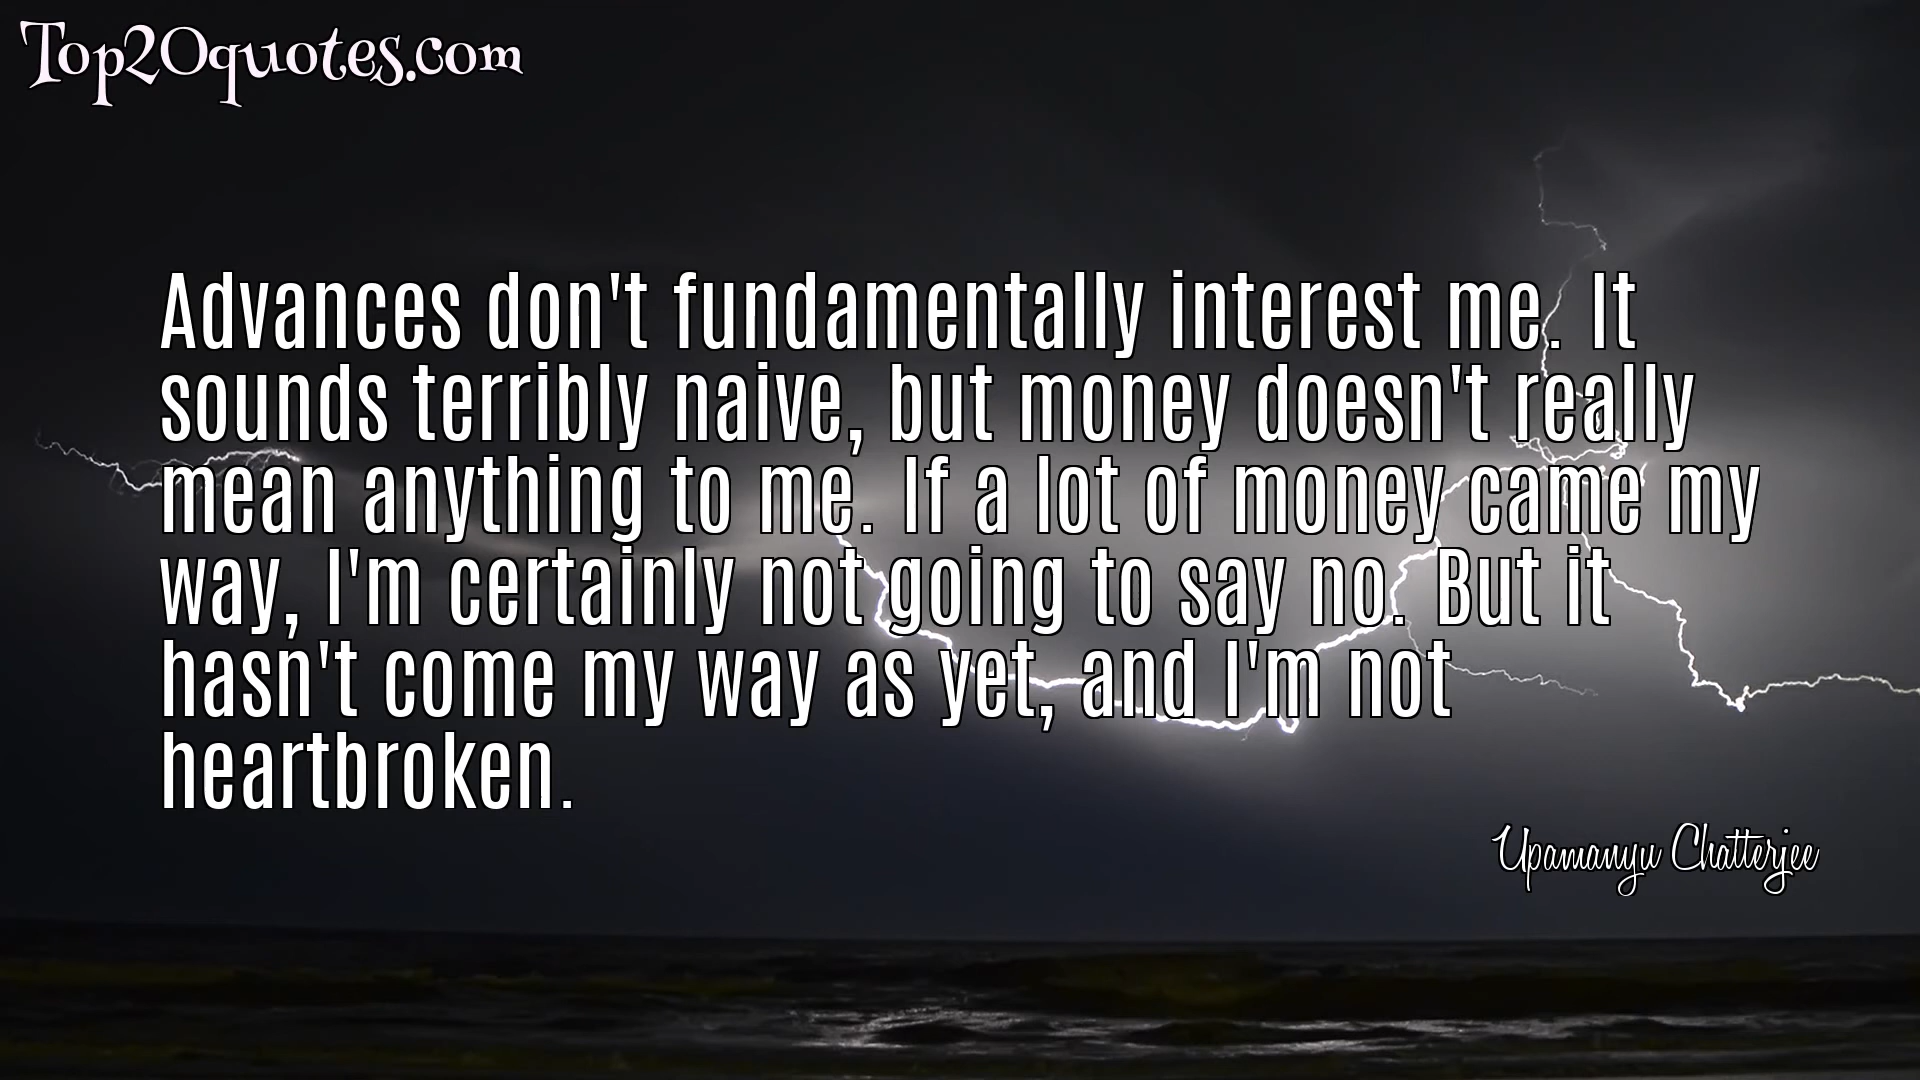 Top20quotes.com
Advances don't fundamentally interest me. It
sounds terribly naive, but money doesn't really
mean anything to me. If a lot of money came my
way, I'm certainly not going to say no. But it
hasn't come my way as yet, and I'm not
heartbroken.
Upamanyu Chatterjee